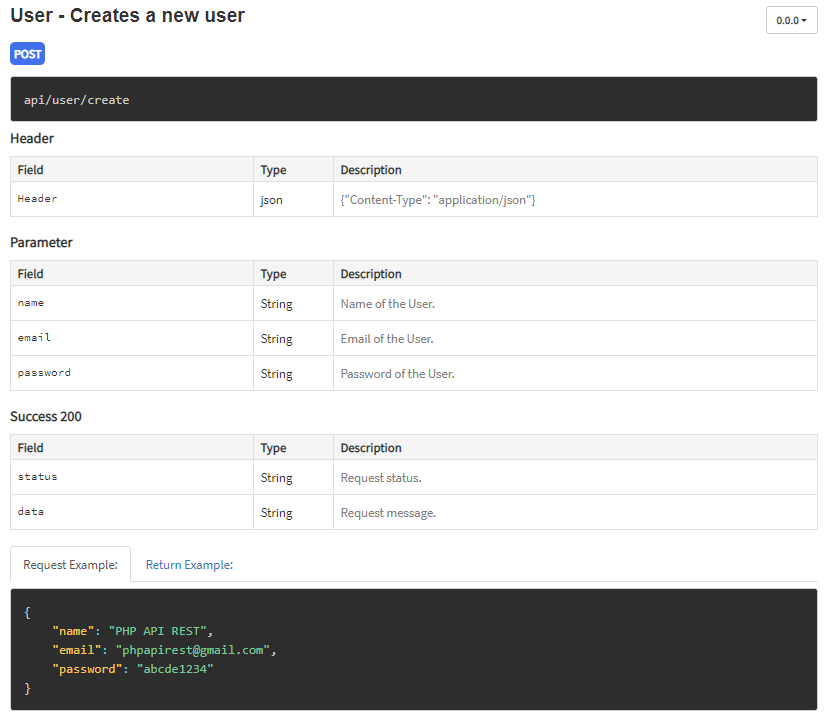 User - Creates a new user
0.0.0
POST
api/user/create
Header
Field Type Description
Header json {"Content-Type": "application/json"}
Parameter
Field Type Description
name String Name of the User.
email String Email of the User.
password String Password of the User.
Success 200
Field Type Description
status String Request status.
data String Request message.
Request Example: Return Example:
{
    "name": "PHP API REST",
    "email": "phpapirest@gmail.com",
    "password": "abcde1234"
}